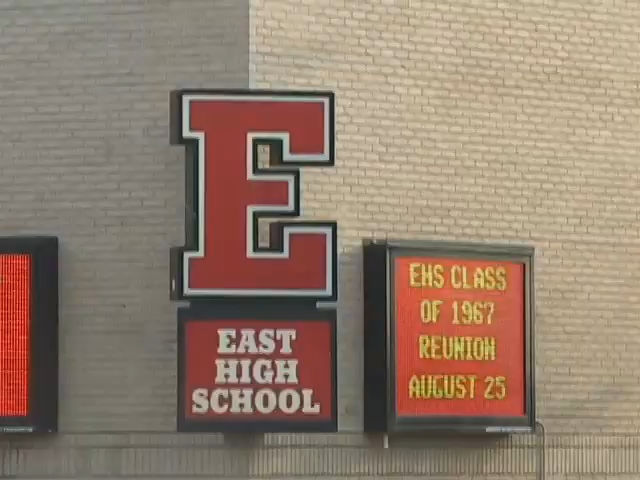 E
EAST
HIGH
SCHOOL
EHS CLASS
OF 1967
REUNION
AUGUST 25